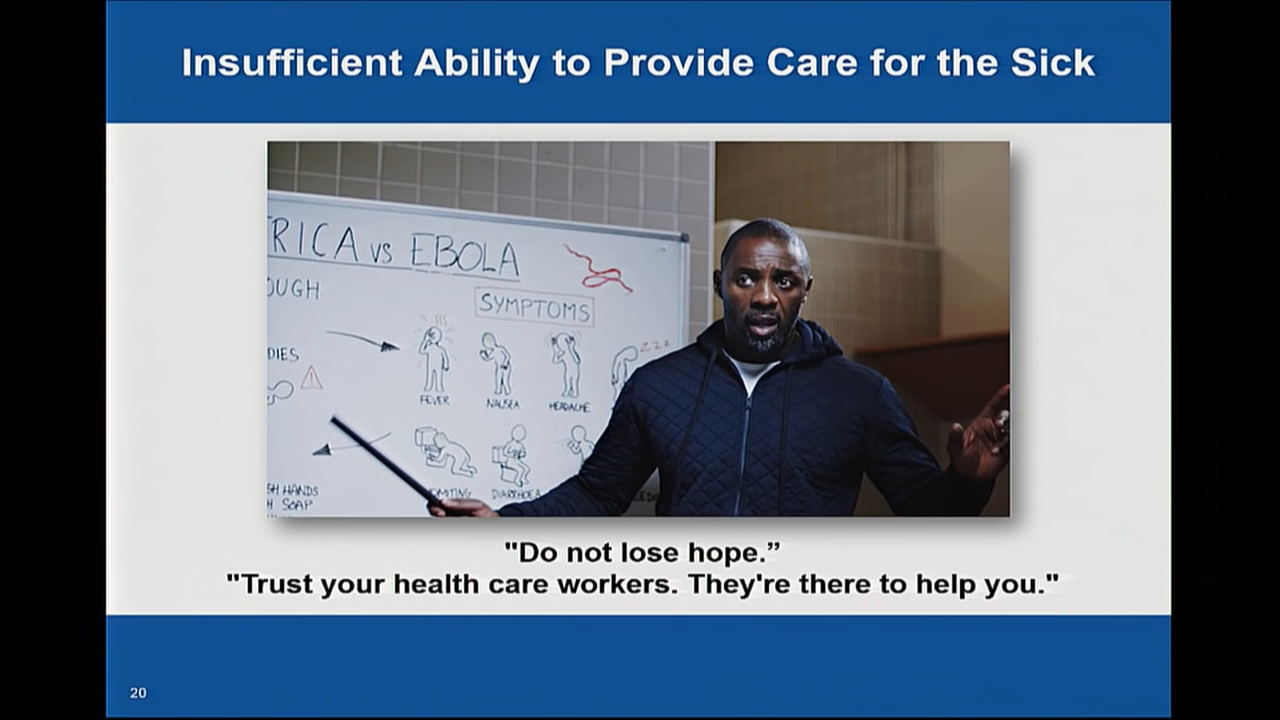 Insufficient Ability to Provide Care for the Sick
RICA vs EBOLA
OUGH
SYMPTOMS
DIES
ZZZ
FEVER
NAUSEA
HEADACHE
VOMITING
DIARRHOEA
SH HANDS
H SOAP
"Do not lose hope.”
"Trust your health care workers. They're there to help you."
20